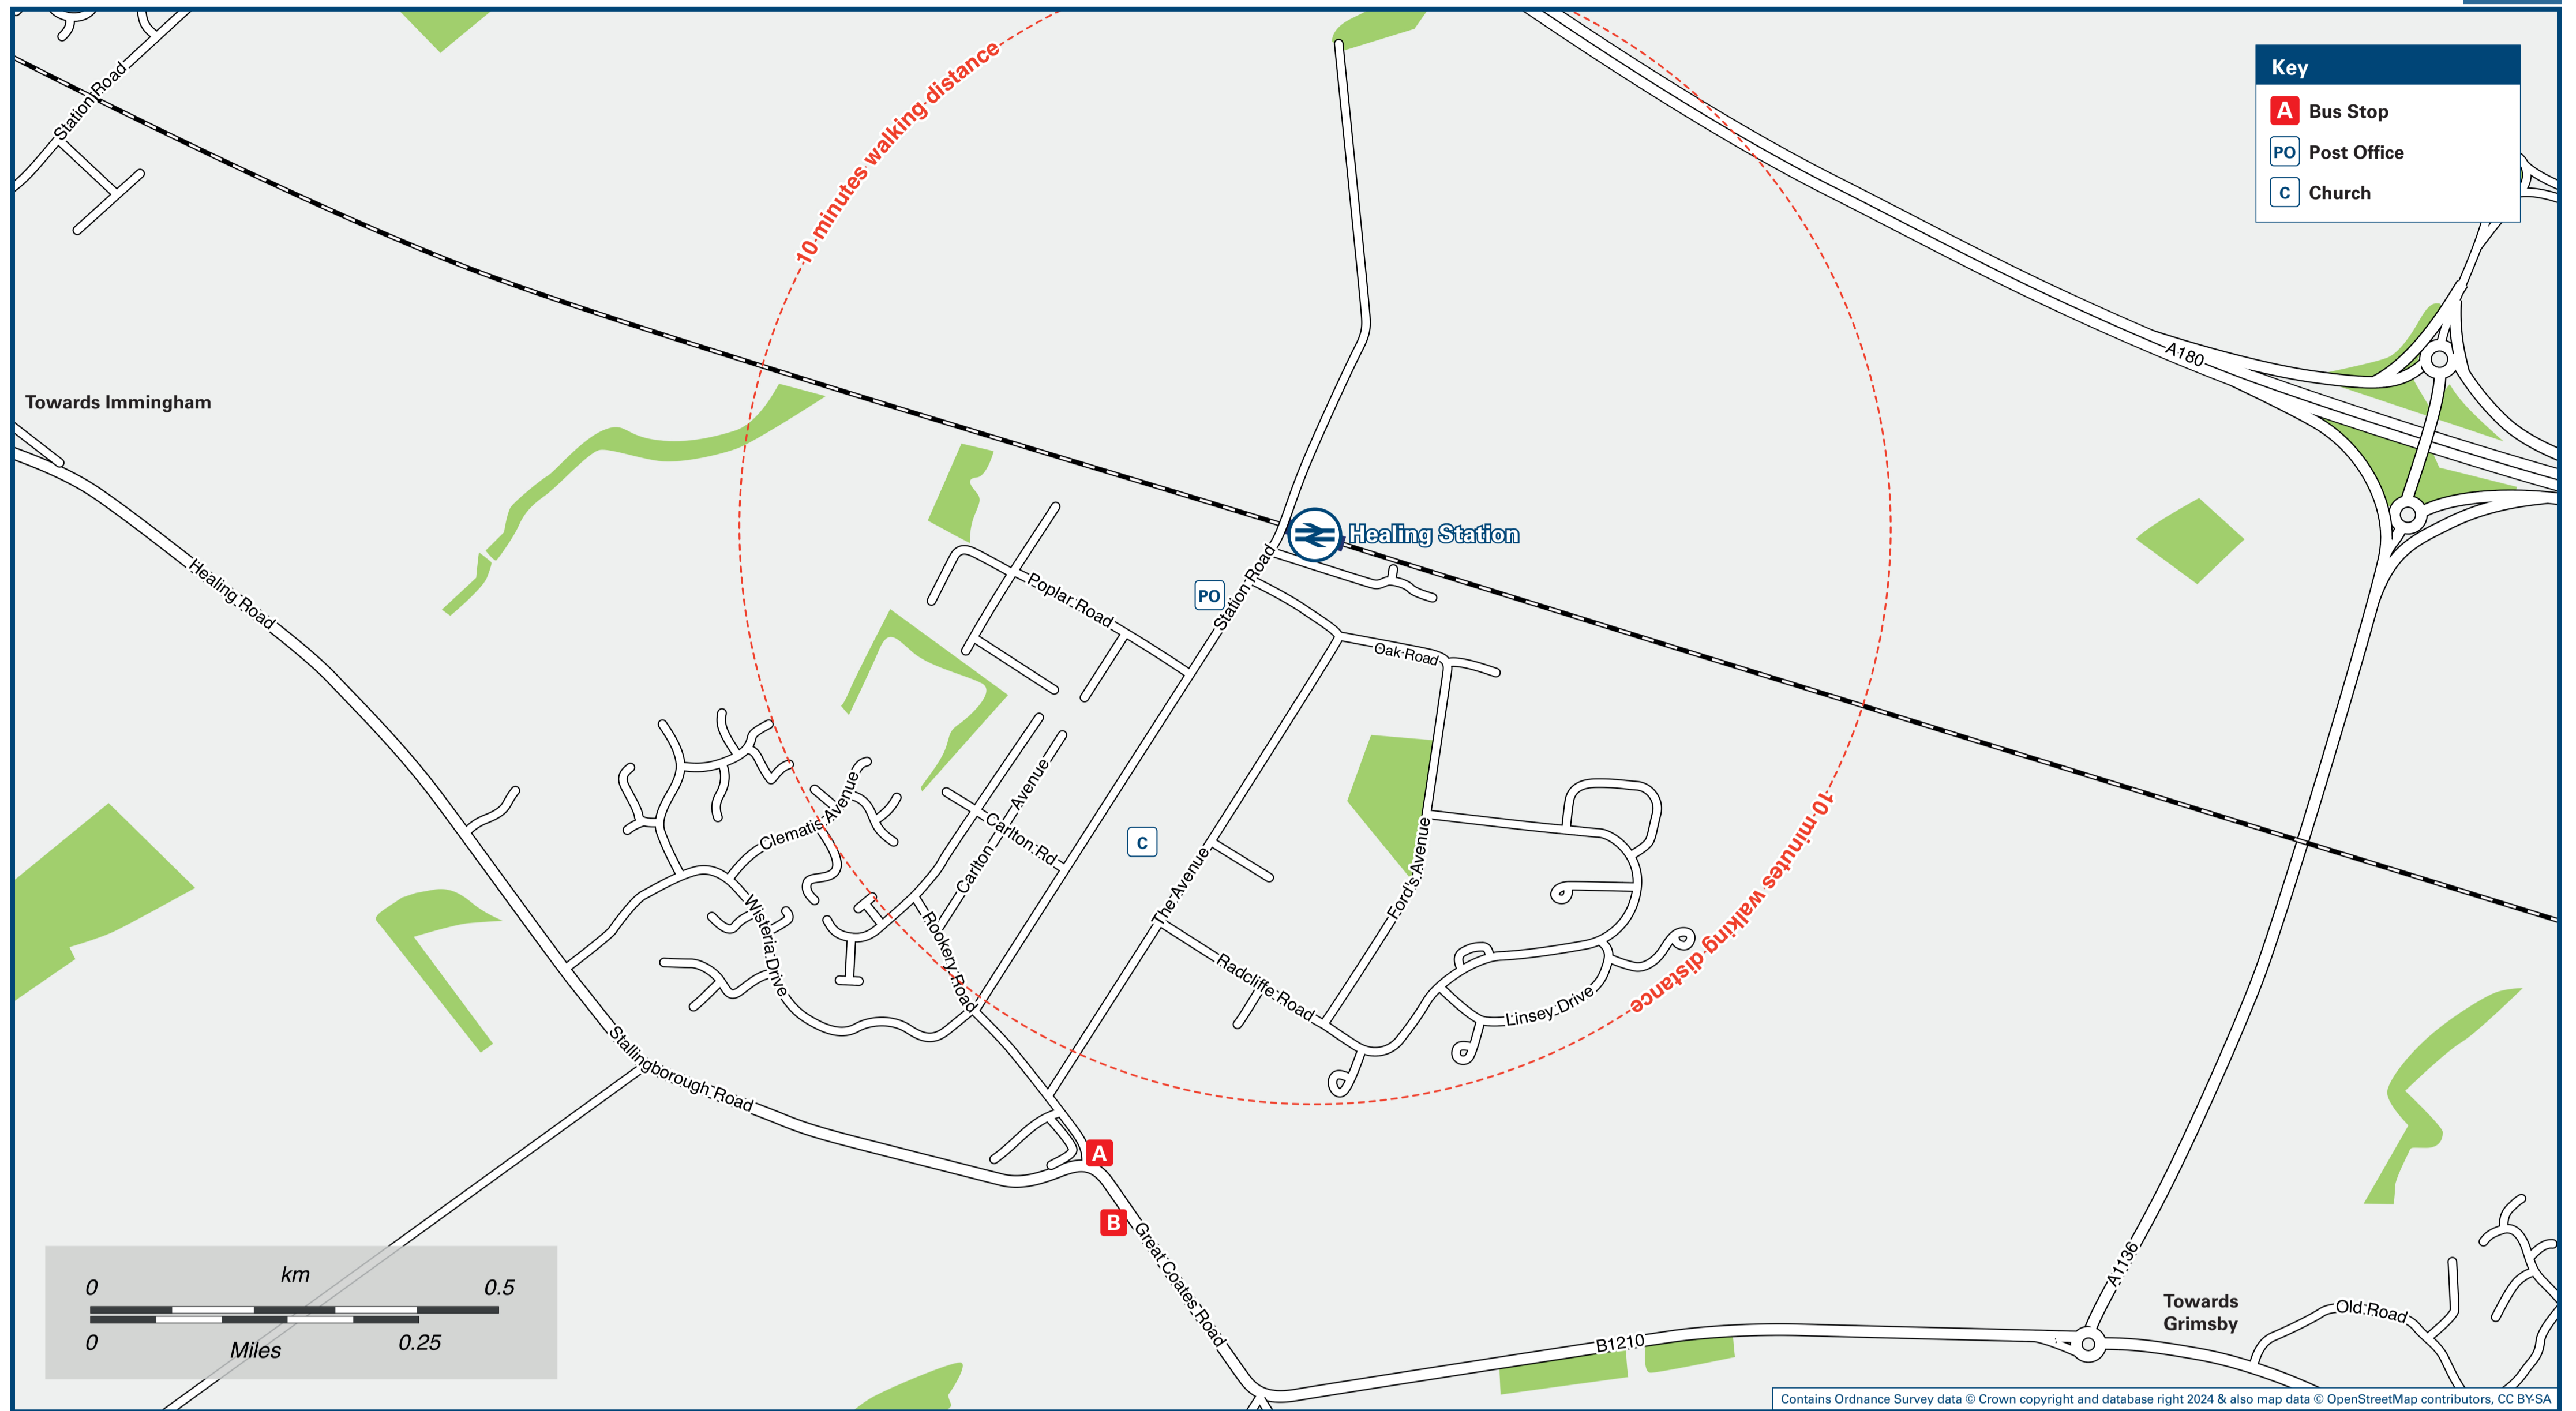 10 minutes walking distance
Key
A Bus Stop
PO Post Office
C Church
Station Road
A180
Towards Immingham
Healing Station
Healing Road
PO
Station Road
Poplar Road
Oak Road
10 minutes walking distance
Clematis Avenue
Carlton Avenue
Carlton Rd
C
The Avenue
Ford's Avenue
Wisteria Drive
Rookery Road
Radcliffe Road
Linsey Drive
Stallingborough Road
A
B
Great Coates Road
A1136
Towards
Grimsby
Old Road
B1210
km
0 0.5
0 0.25
Miles
Contains Ordnance Survey data © Crown copyright and database right 2024 & also map data © OpenStreetMap contributors, CC BY-SA